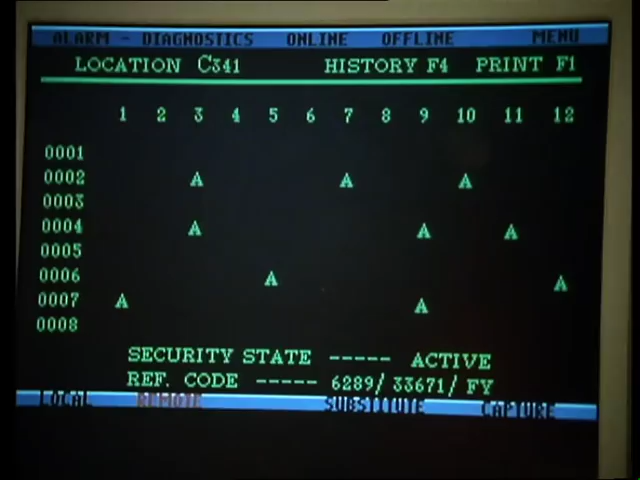 ALARM - DIAGNOSTICS ONLINE OFFLINE MENU
LOCATION C341 HISTORY F4 PRINT F1
1 2 3 4 5 6 7 8 9 10 11 12
0001
0002 A A A
0003
0004 A A A
0005
0006 A A
0007 A A
0008
SECURITY STATE ----- ACTIVE
REF. CODE ----- 6289/ 33671/ FY
LOCAL REMOTE SUBSTITUTE CAPTURE